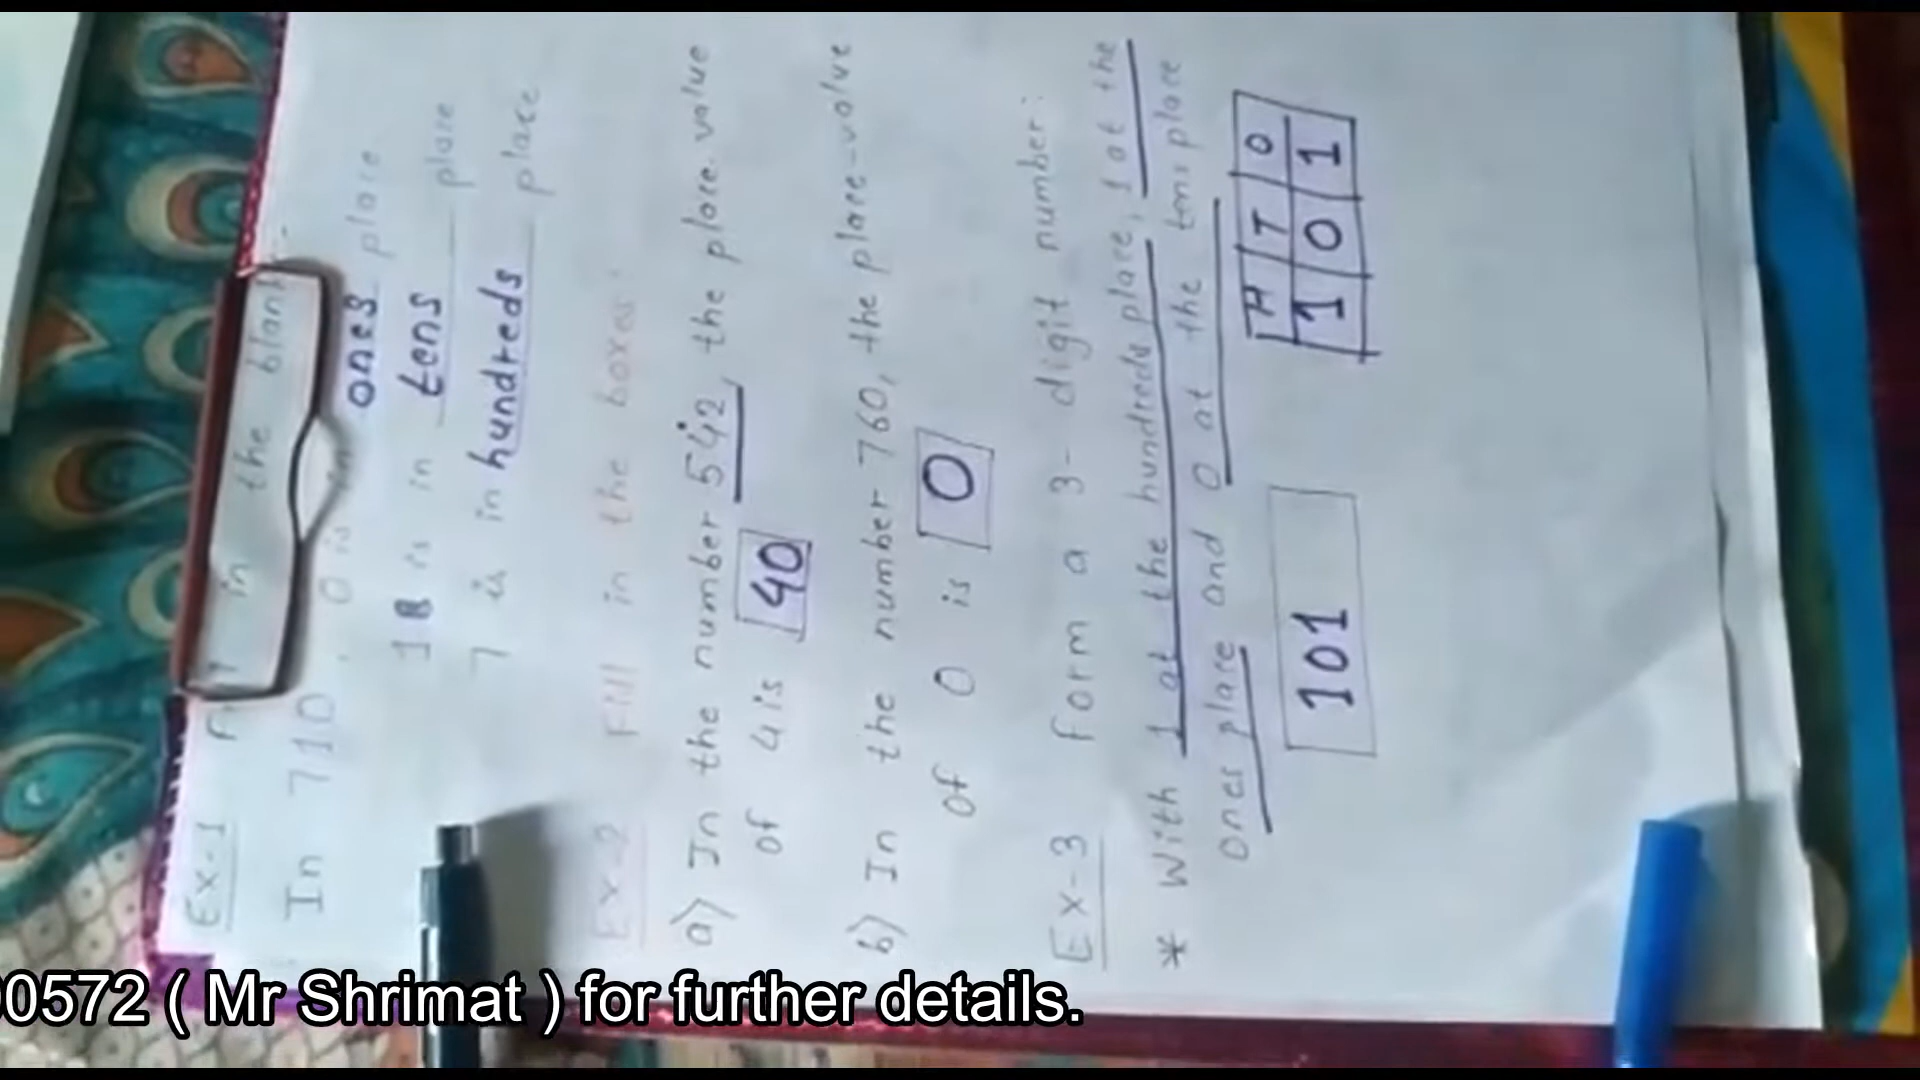 Ex-1 in the blank:-
In 710, 0 is in ones place
1 is in tens place
7 is in hundreds place
Ex-2 Fill in the boxes:
a) In the number 542, the place value
of 4 is 40
b) In the number 760, the place-value
of 0 is 0
Ex-3 Form a 3-digit number:
* With 1 at the hundreds place, 1 at the
ones place and 0 at the tens place
H T O
101 1 0 1
00572 ( Mr Shrimat ) for further details.